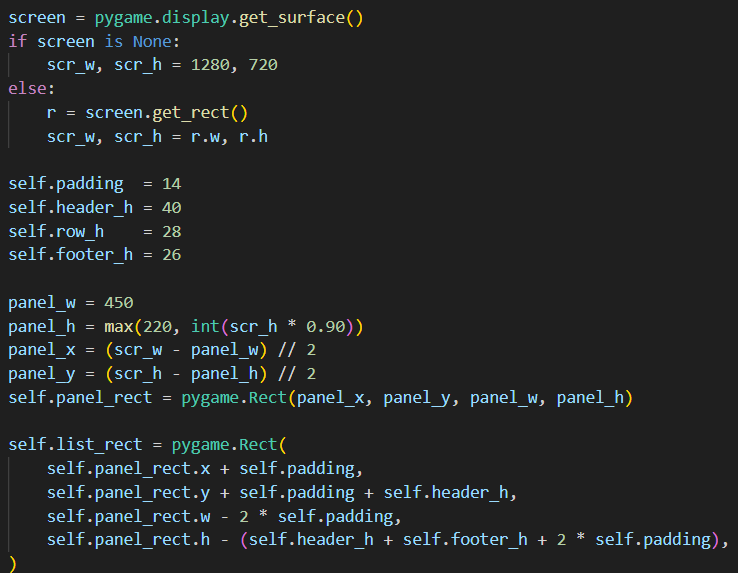 screen = pygame.display.get_surface()
if screen is None:
    scr_w, scr_h = 1280, 720
else:
    r = screen.get_rect()
    scr_w, scr_h = r.w, r.h

self.padding  = 14
self.header_h = 40
self.row_h    = 28
self.footer_h = 26

panel_w = 450
panel_h = max(220, int(scr_h * 0.90))
panel_x = (scr_w - panel_w) // 2
panel_y = (scr_h - panel_h) // 2
self.panel_rect = pygame.Rect(panel_x, panel_y, panel_w, panel_h)

self.list_rect = pygame.Rect(
    self.panel_rect.x + self.padding,
    self.panel_rect.y + self.padding + self.header_h,
    self.panel_rect.w - 2 * self.padding,
    self.panel_rect.h - (self.header_h + self.footer_h + 2 * self.padding),
)